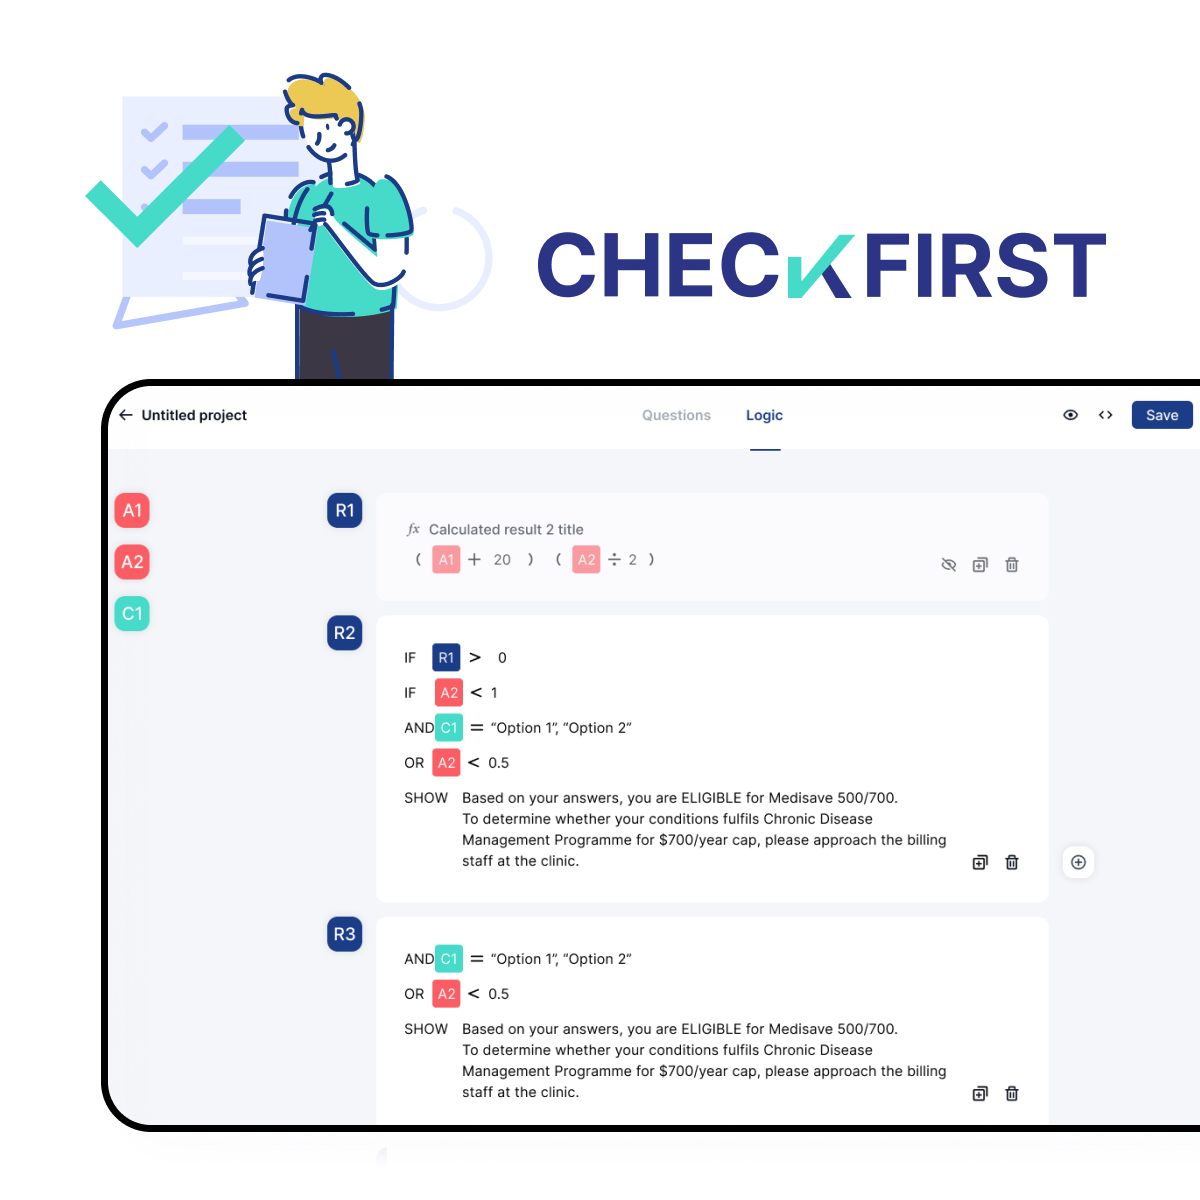 CHECKFIRST
Untitled project
Questions
Logic
Save
A1
A2
C1
R1
fx Calculated result 2 title
( A1 + 20 ) ( A2 ÷ 2 )
R2
IF R1 > 0
IF A2 < 1
AND C1 = “Option 1”, “Option 2”
OR A2 < 0.5
SHOW Based on your answers, you are ELIGIBLE for Medisave 500/700.
To determine whether your conditions fulfils Chronic Disease
Management Programme for $700/year cap, please approach the billing
staff at the clinic.
R3
AND C1 = “Option 1”, “Option 2”
OR A2 < 0.5
SHOW Based on your answers, you are ELIGIBLE for Medisave 500/700.
To determine whether your conditions fulfils Chronic Disease
Management Programme for $700/year cap, please approach the billing
staff at the clinic.